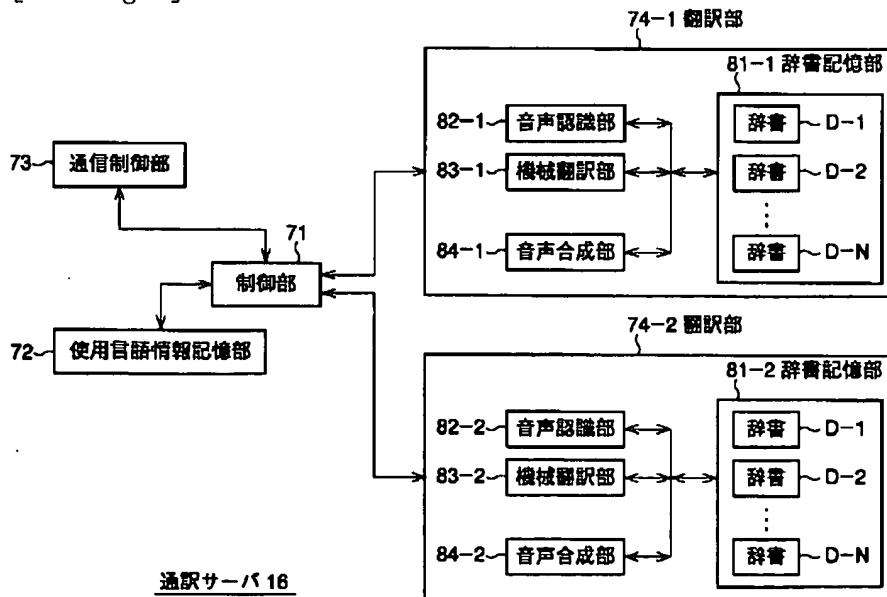 74-1 翻訳部
81-1 辞書記憶部
82-1 音声認識部
辞書 D-1
73 通信制御部
83-1 機械翻訳部
辞書 D-2
71
84-1 音声合成部
辞書 D-N
制御部
74-2 翻訳部
72 使用言語情報記憶部
81-2 辞書記憶部
82-2 音声認識部
辞書 D-1
83-2 機械翻訳部
辞書 D-2
84-2 音声合成部
辞書 D-N
通訳サーバ 16